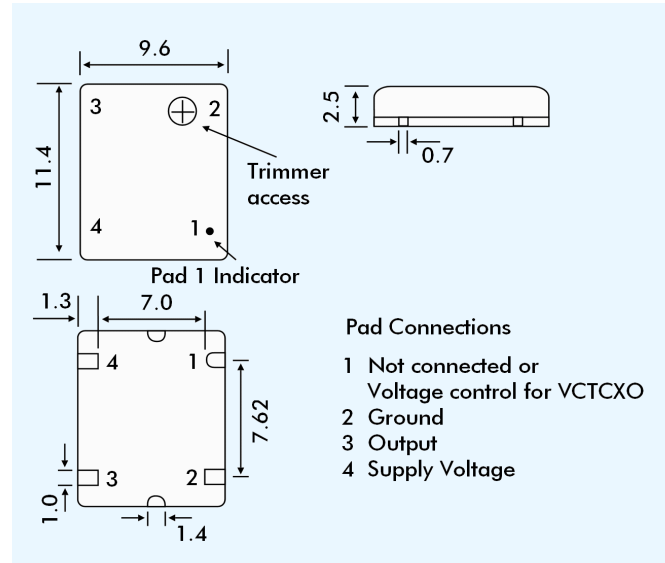 9.6
3
2
2.5
0.7
11.4
Trimmer
access
4
1
Pad 1 Indicator
1.3
7.0
4
1
7.62
3
2
1.0
1.4
Pad Connections
1 Not connected or
Voltage control for VCTCXO
2 Ground
3 Output
4 Supply Voltage